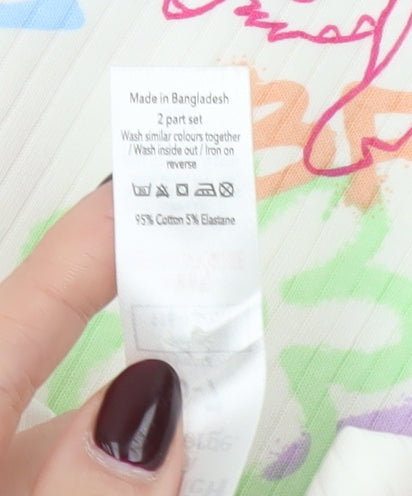 Made in Bangladesh
2 part set
Wash similar colours together
/ Wash inside out / Iron on
reverse
95% Cotton 5% Elastane